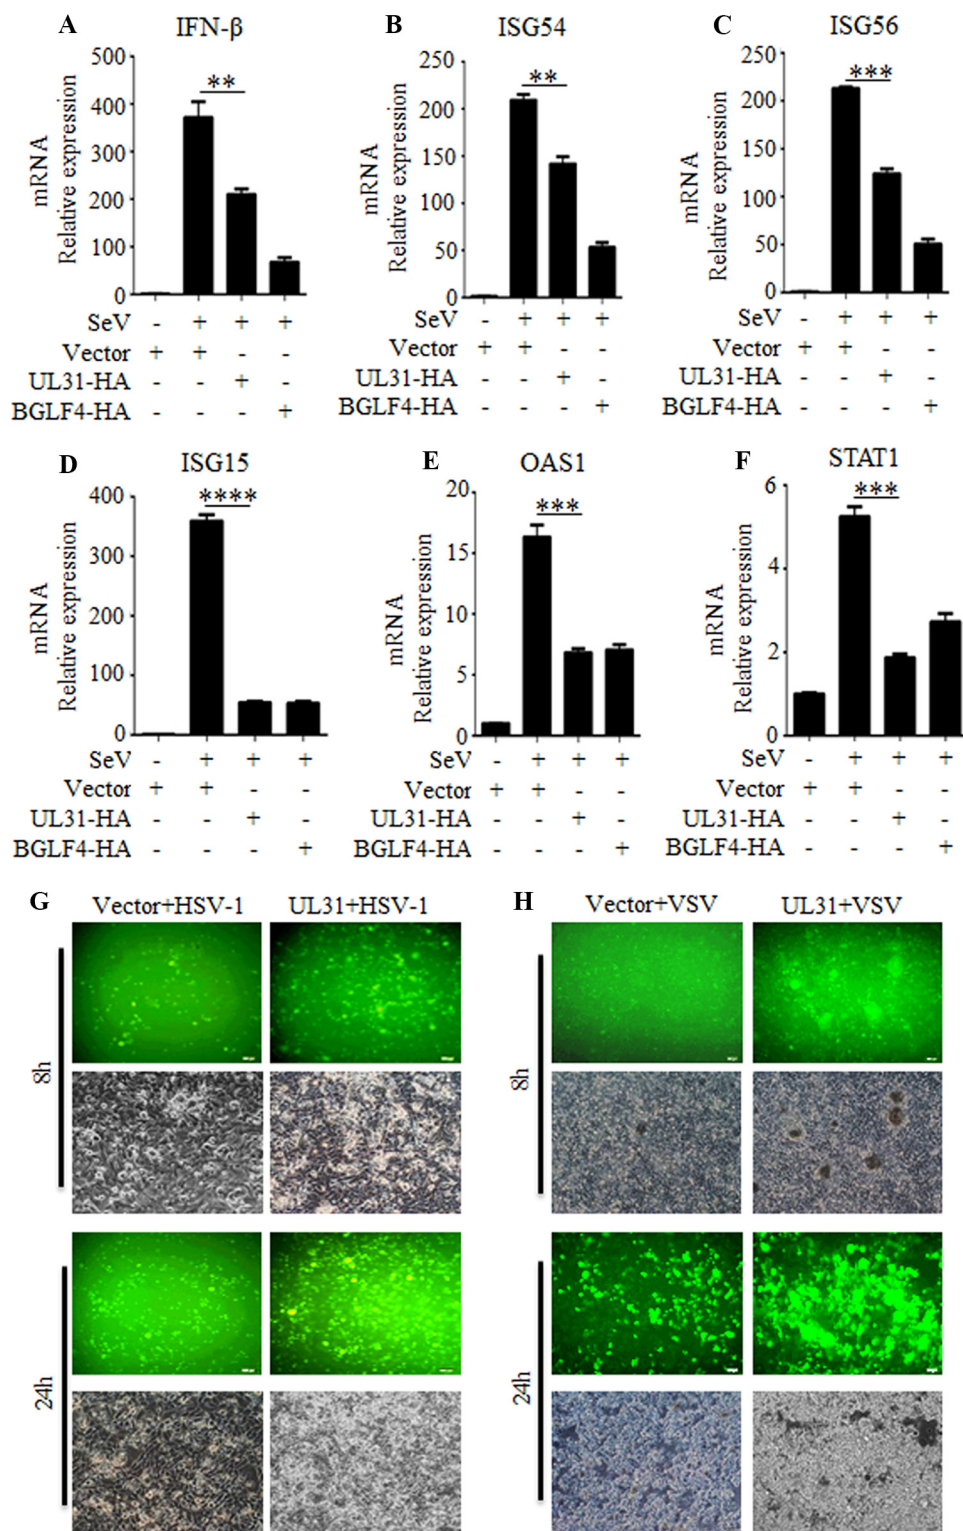 A IFN-β
mRNA
Relative expression
500
400
300
200
100
0
**
SeV - + + +
Vector + + - -
UL31-HA - - + -
BGLF4-HA - - - +
B ISG54
mRNA
Relative expression
250
200
150
100
50
0
**
SeV - + + +
Vector + + - -
UL31-HA - - + -
BGLF4-HA - - - +
C ISG56
mRNA
Relative expression
250
200
150
100
50
0
***
SeV - + + +
Vector + + - -
UL31-HA - - + -
BGLF4-HA - - - +
D ISG15
mRNA
Relative expression
400
300
200
100
0
****
SeV - + + +
Vector + + - -
UL31-HA - - + -
BGLF4-HA - - - +
E OAS1
mRNA
Relative expression
20
15
10
5
0
***
SeV - + + +
Vector + + - -
UL31-HA - - + -
BGLF4-HA - - - +
F STAT1
mRNA
Relative expression
6
4
2
0
***
SeV - + + +
Vector + + - -
UL31-HA - - + -
BGLF4-HA - - - +
G Vector+HSV-1 UL31+HSV-1
8h
24h
H Vector+VSV UL31+VSV
8h
24h